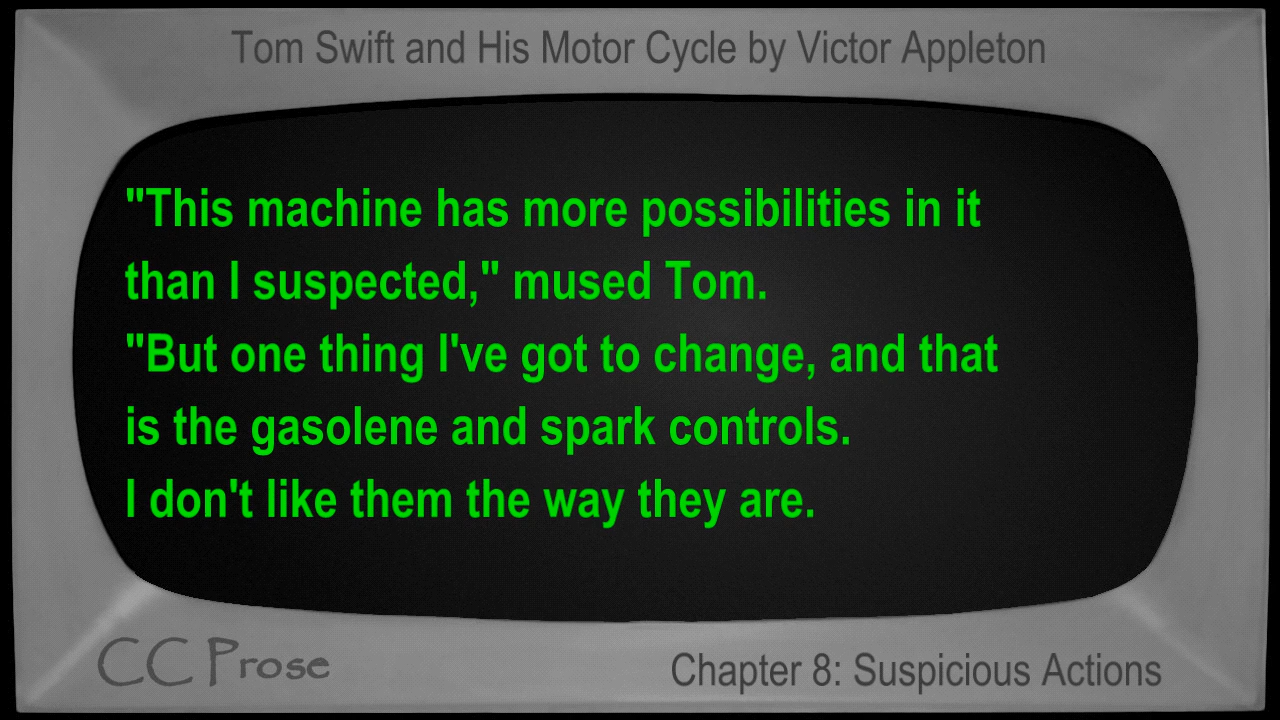 Tom Swift and His Motor Cycle by Victor Appleton
"This machine has more possibilities in it
than I suspected," mused Tom.
"But one thing I've got to change, and that
is the gasolene and spark controls.
I don't like them the way they are.
CC Prose
Chapter 8: Suspicious Actions